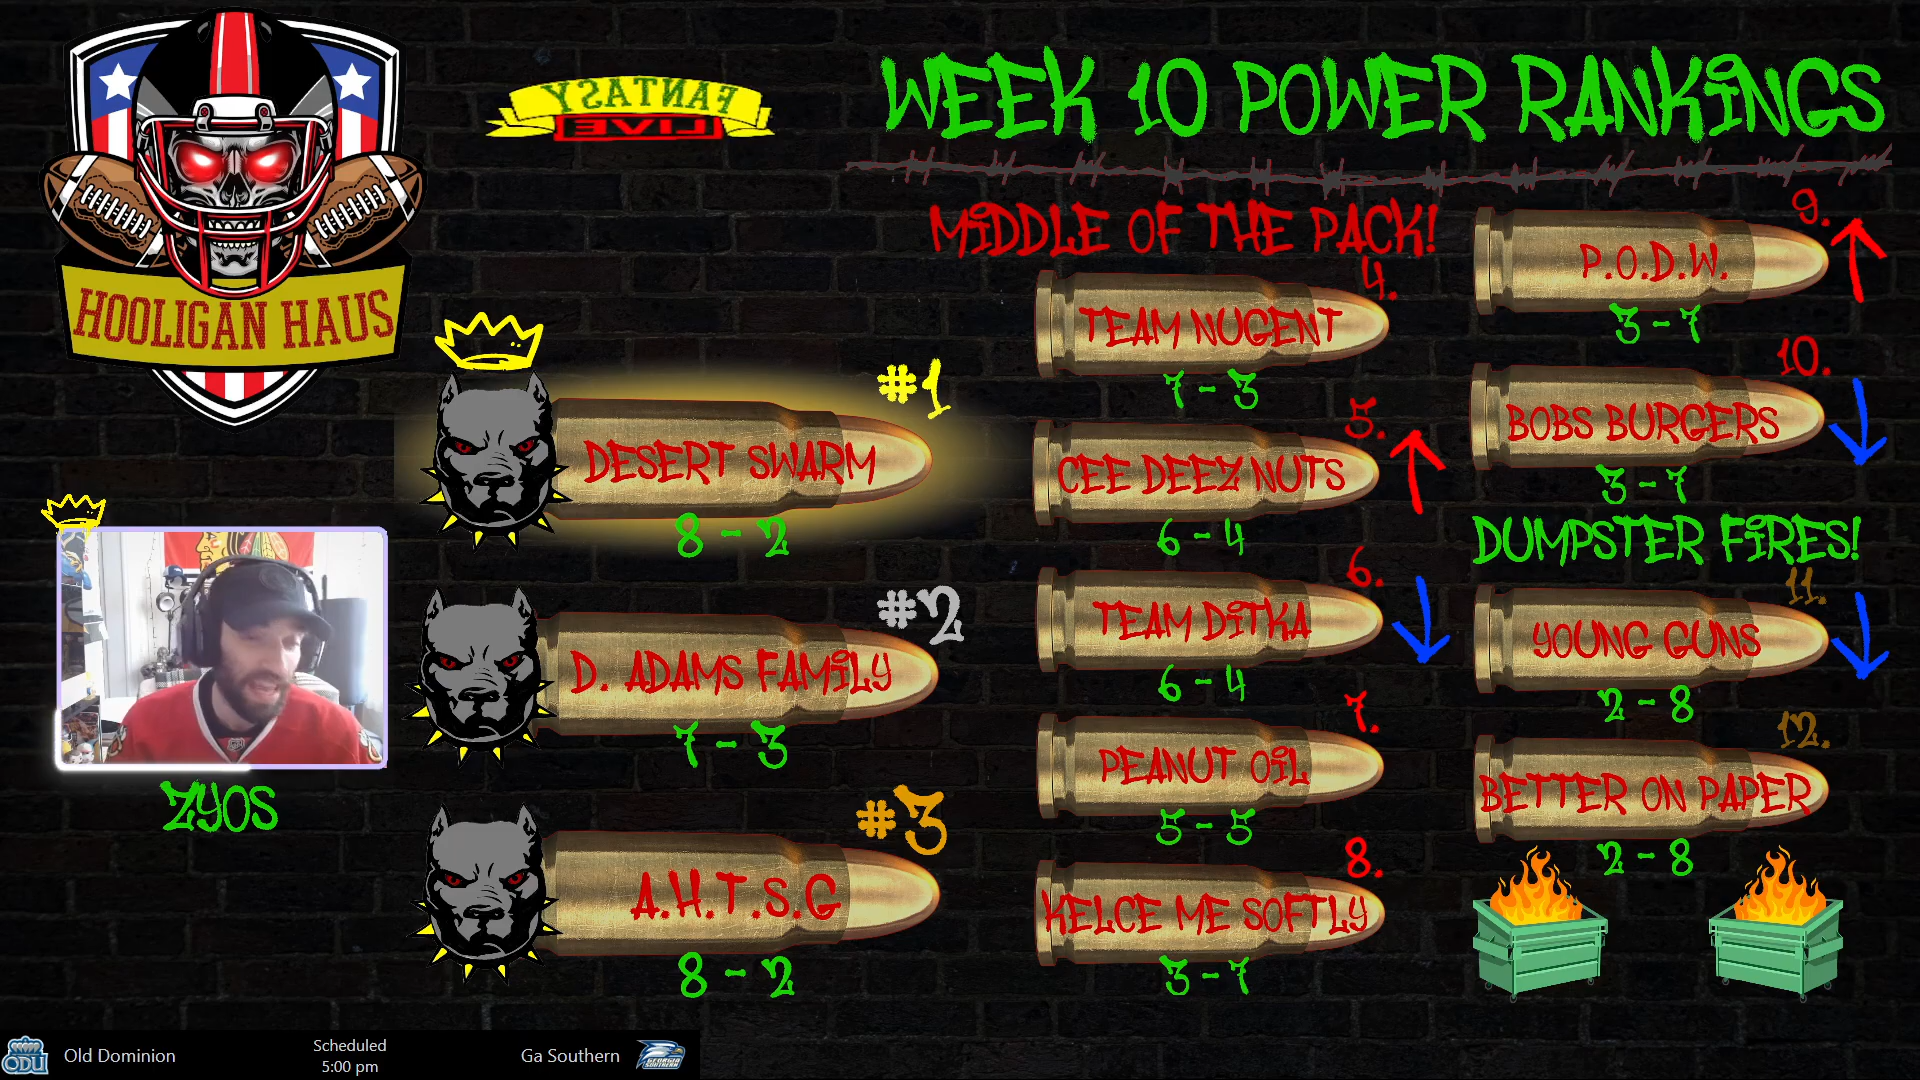 HOOLIGAN HAUS
FANTASY
LIVE
WEEK 10 POWER RANKINGS
#1
DESERT SWARM
8 - 2
#2
D. ADAMS FAMILY
7 - 3
#3
A.H.T.S.G
8 - 2
ZYOS
MIDDLE OF THE PACK!
4.
TEAM NUGENT
7 - 3
5.
CEE DEEZ NUTS
6 - 4
6.
TEAM DITKA
6 - 4
7.
PEANUT OIL
5 - 5
8.
KELCE ME SOFTLY
3 - 7
9.
P.O.D.W.
3 - 7
10.
BOBS BURGERS
3 - 7
DUMPSTER FIRES!
11.
YOUNG GUNS
2 - 8
12.
BETTER ON PAPER
2 - 8
ODU
Old Dominion
Scheduled
5:00 pm
Ga Southern
GEORGIA
SOUTHERN